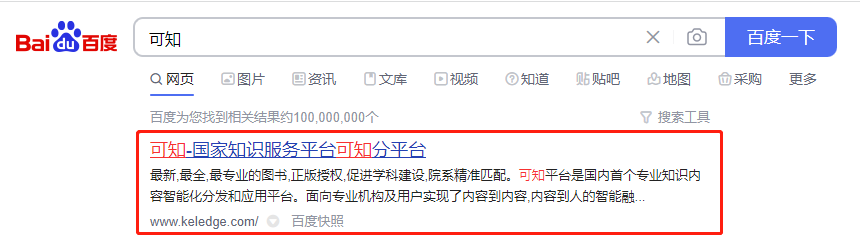 Bai du 百度 可知 百度一下
网页 图片 资讯 文库 视频 知道 贴吧 地图 采购 更多
百度为您找到相关结果约100,000,000个 搜索工具
可知-国家知识服务平台可知分平台
最新,最全,最专业的图书,正版授权,促进学科建设,院系精准匹配。可知平台是国内首个专业知识内
容智能化分发和应用平台。面向专业机构及用户实现了内容到内容,内容到人的智能融...
www.keledge.com/ 百度快照